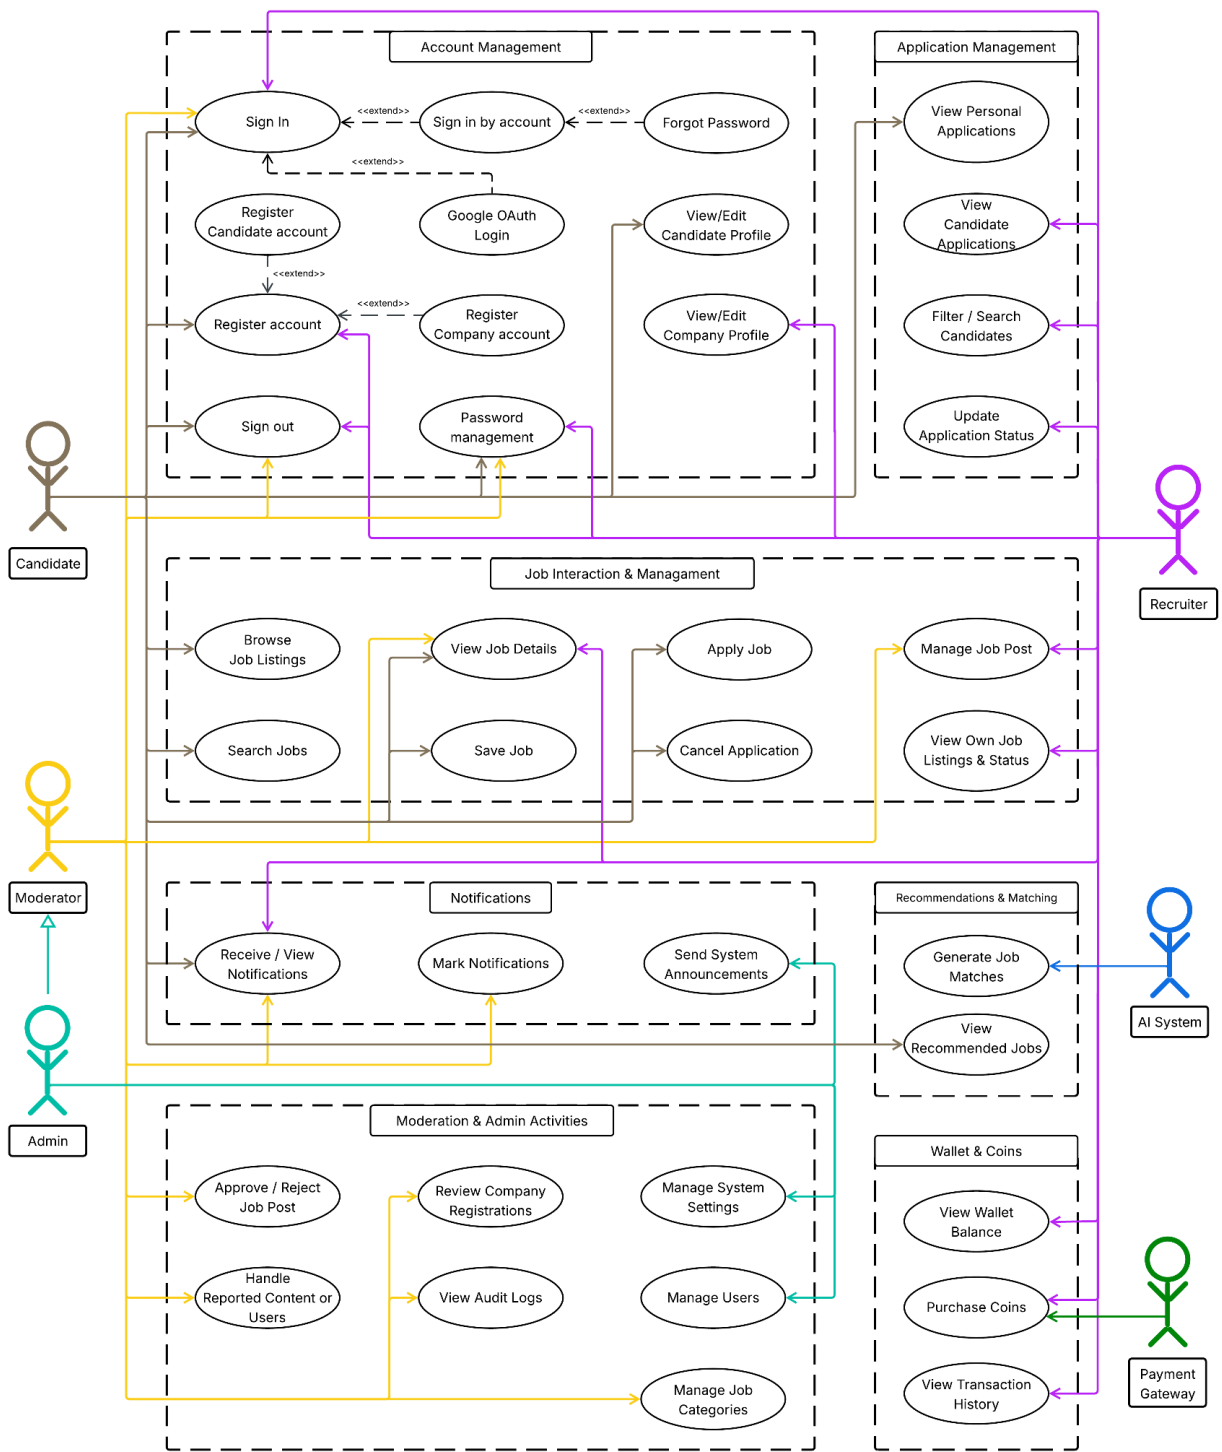 Account Management
Application Management
Sign In
<<extend>>
Sign in by account
<<extend>>
Forgot Password
View Personal
Applications
<<extend>>
Register
Candidate account
Google OAuth
Login
View/Edit
Candidate Profile
View
Candidate
Applications
<<extend>>
Register account
<<extend>>
Register
Company account
View/Edit
Company Profile
Filter / Search
Candidates
Sign out
Password
management
Update
Application Status
Candidate
Recruiter
Job Interaction & Managament
Browse
Job Listings
View Job Details
Apply Job
Manage Job Post
Search Jobs
Save Job
Cancel Application
View Own Job
Listings & Status
Moderator
Notifications
Recommendations & Matching
Receive / View
Notifications
Mark Notifications
Send System
Announcements
Generate Job
Matches
AI System
View
Recommended Jobs
Admin
Moderation & Admin Activities
Wallet & Coins
Approve / Reject
Job Post
Review Company
Registrations
Manage System
Settings
View Wallet
Balance
Handle
Reported Content or
Users
View Audit Logs
Manage Users
Purchase Coins
Payment
Gateway
Manage Job
Categories
View Transaction
History